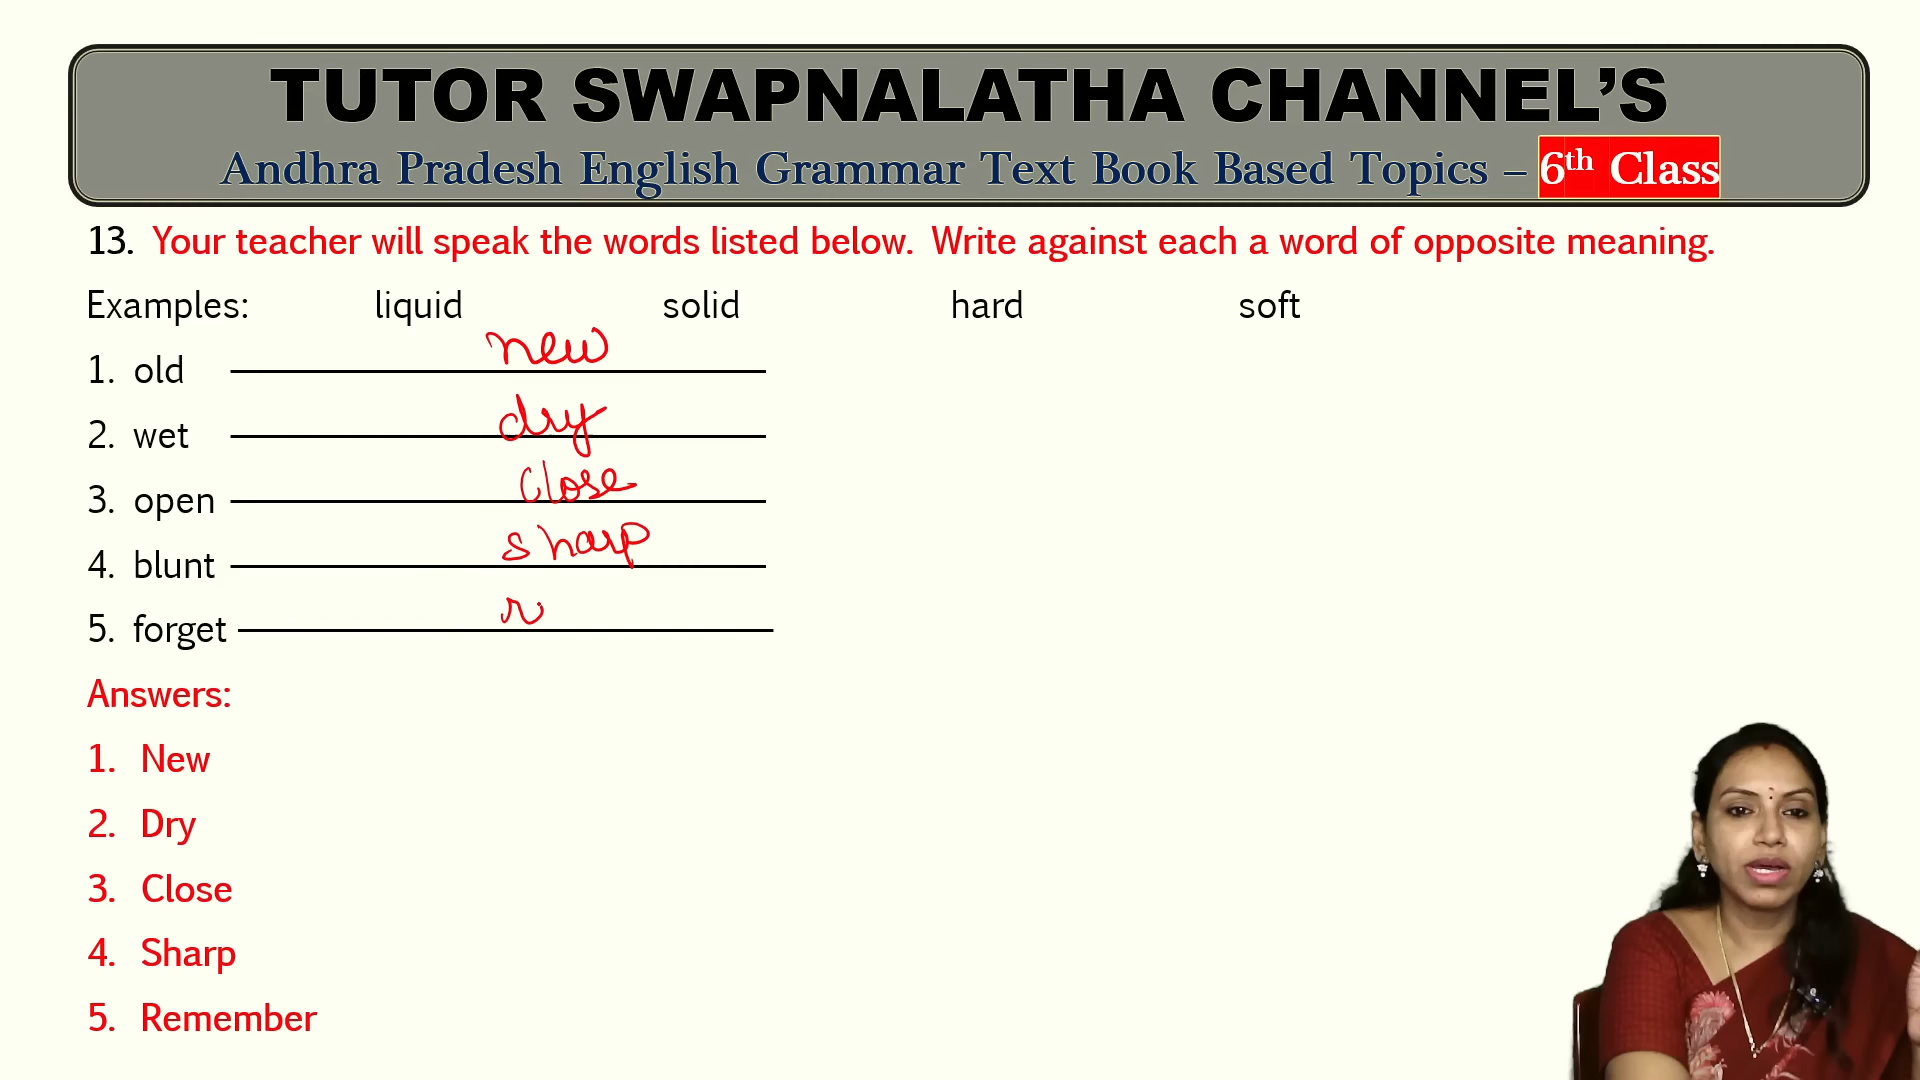 TUTOR SWAPNALATHA CHANNEL’S
Andhra Pradesh English Grammar Text Book Based Topics – 6th Class
13. Your teacher will speak the words listed below. Write against each a word of opposite meaning.
Examples: liquid solid hard soft
1. old new
2. wet dry
3. open close
4. blunt sharp
5. forget
Answers:
1. New
2. Dry
3. Close
4. Sharp
5. Remember